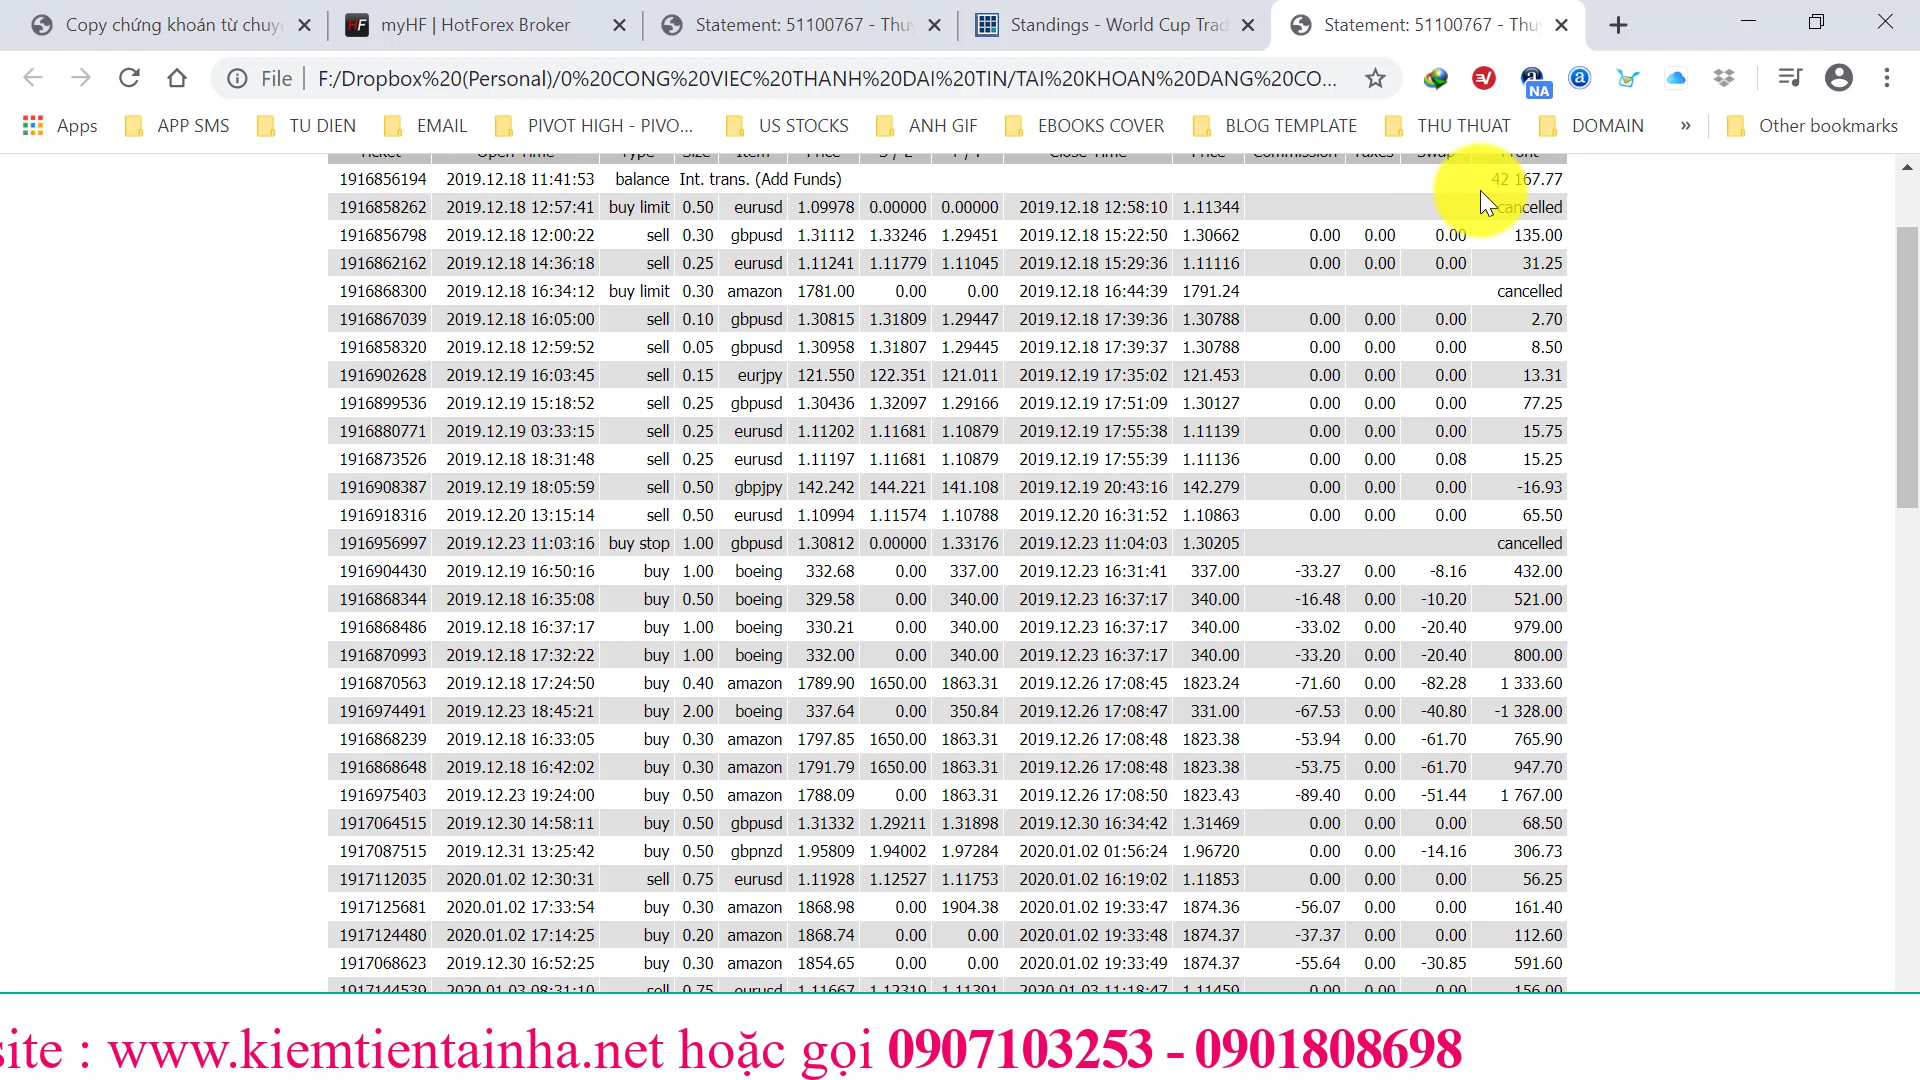 Copy chứng khoán từ chuyê
myHF | HotForex Broker
Statement: 51100767 - Thuy
Standings - World Cup Trad
Statement: 51100767 - Thu
File F:/Dropbox%20(Personal)/0%20CONG%20VIEC%20THANH%20DAI%20TIN/TAI%20KHOAN%20DANG%20CO...
NA
Apps APP SMS TU DIEN EMAIL PIVOT HIGH - PIVO... US STOCKS ANH GIF EBOOKS COVER BLOG TEMPLATE THU THUAT DOMAIN » Other bookmarks
Ticket Open Time Type Size Item Price S / L T / P Close Time Price Commission Taxes Swap Profit
1916856194 2019.12.18 11:41:53 balance Int. trans. (Add Funds) 42 167.77
1916858262 2019.12.18 12:57:41 buy limit 0.50 eurusd 1.09978 0.00000 0.00000 2019.12.18 12:58:10 1.11344 cancelled
1916856798 2019.12.18 12:00:22 sell 0.30 gbpusd 1.31112 1.33246 1.29451 2019.12.18 15:22:50 1.30662 0.00 0.00 0.00 135.00
1916862162 2019.12.18 14:36:18 sell 0.25 eurusd 1.11241 1.11779 1.11045 2019.12.18 15:29:36 1.11116 0.00 0.00 0.00 31.25
1916868300 2019.12.18 16:34:12 buy limit 0.30 amazon 1781.00 0.00 0.00 2019.12.18 16:44:39 1791.24 cancelled
1916867039 2019.12.18 16:05:00 sell 0.10 gbpusd 1.30815 1.31809 1.29447 2019.12.18 17:39:36 1.30788 0.00 0.00 0.00 2.70
1916858320 2019.12.18 12:59:52 sell 0.05 gbpusd 1.30958 1.31807 1.29445 2019.12.18 17:39:37 1.30788 0.00 0.00 0.00 8.50
1916902628 2019.12.19 16:03:45 sell 0.15 eurjpy 121.550 122.351 121.011 2019.12.19 17:35:02 121.453 0.00 0.00 0.00 13.31
1916899536 2019.12.19 15:18:52 sell 0.25 gbpusd 1.30436 1.32097 1.29166 2019.12.19 17:51:09 1.30127 0.00 0.00 0.00 77.25
1916880771 2019.12.19 03:33:15 sell 0.25 eurusd 1.11202 1.11681 1.10879 2019.12.19 17:55:38 1.11139 0.00 0.00 0.00 15.75
1916873526 2019.12.18 18:31:48 sell 0.25 eurusd 1.11197 1.11681 1.10879 2019.12.19 17:55:39 1.11136 0.00 0.00 0.08 15.25
1916908387 2019.12.19 18:05:59 sell 0.50 gbpjpy 142.242 144.221 141.108 2019.12.19 20:43:16 142.279 0.00 0.00 0.00 -16.93
1916918316 2019.12.20 13:15:14 sell 0.50 eurusd 1.10994 1.11574 1.10788 2019.12.20 16:31:52 1.10863 0.00 0.00 0.00 65.50
1916956997 2019.12.23 11:03:16 buy stop 1.00 gbpusd 1.30812 0.00000 1.33176 2019.12.23 11:04:03 1.30205 cancelled
1916904430 2019.12.19 16:50:16 buy 1.00 boeing 332.68 0.00 337.00 2019.12.23 16:31:41 337.00 -33.27 0.00 -8.16 432.00
1916868344 2019.12.18 16:35:08 buy 0.50 boeing 329.58 0.00 340.00 2019.12.23 16:37:17 340.00 -16.48 0.00 -10.20 521.00
1916868486 2019.12.18 16:37:17 buy 1.00 boeing 330.21 0.00 340.00 2019.12.23 16:37:17 340.00 -33.02 0.00 -20.40 979.00
1916870993 2019.12.18 17:32:22 buy 1.00 boeing 332.00 0.00 340.00 2019.12.23 16:37:17 340.00 -33.20 0.00 -20.40 800.00
1916870563 2019.12.18 17:24:50 buy 0.40 amazon 1789.90 1650.00 1863.31 2019.12.26 17:08:45 1823.24 -71.60 0.00 -82.28 1 333.60
1916974491 2019.12.23 18:45:21 buy 2.00 boeing 337.64 0.00 350.84 2019.12.26 17:08:47 331.00 -67.53 0.00 -40.80 -1 328.00
1916868239 2019.12.18 16:33:05 buy 0.30 amazon 1797.85 1650.00 1863.31 2019.12.26 17:08:48 1823.38 -53.94 0.00 -61.70 765.90
1916868648 2019.12.18 16:42:02 buy 0.30 amazon 1791.79 1650.00 1863.31 2019.12.26 17:08:48 1823.38 -53.75 0.00 -61.70 947.70
1916975403 2019.12.23 19:24:00 buy 0.50 amazon 1788.09 0.00 1863.31 2019.12.26 17:08:50 1823.43 -89.40 0.00 -51.44 1 767.00
1917064515 2019.12.30 14:58:11 buy 0.50 gbpusd 1.31332 1.29211 1.31898 2019.12.30 16:34:42 1.31469 0.00 0.00 0.00 68.50
1917087515 2019.12.31 13:25:42 buy 0.50 gbpnzd 1.95809 1.94002 1.97284 2020.01.02 01:56:24 1.96720 0.00 0.00 -14.16 306.73
1917112035 2020.01.02 12:30:31 sell 0.75 eurusd 1.11928 1.12527 1.11753 2020.01.02 16:19:02 1.11853 0.00 0.00 0.00 56.25
1917125681 2020.01.02 17:33:54 buy 0.30 amazon 1868.98 0.00 1904.38 2020.01.02 19:33:47 1874.36 -56.07 0.00 0.00 161.40
1917124480 2020.01.02 17:14:25 buy 0.20 amazon 1868.74 0.00 0.00 2020.01.02 19:33:48 1874.37 -37.37 0.00 0.00 112.60
1917068623 2019.12.30 16:52:25 buy 0.30 amazon 1854.65 0.00 0.00 2020.01.02 19:33:49 1874.37 -55.64 0.00 -30.85 591.60
1917144539 2020.01.03 08:31:10 sell 0.75 eurusd 1.11667 1.12319 1.11391 2020.01.03 11:18:47 1.11459 0.00 0.00 0.00 156.00
site : www.kiemtientainha.net hoặc gọi 0907103253 - 0901808698